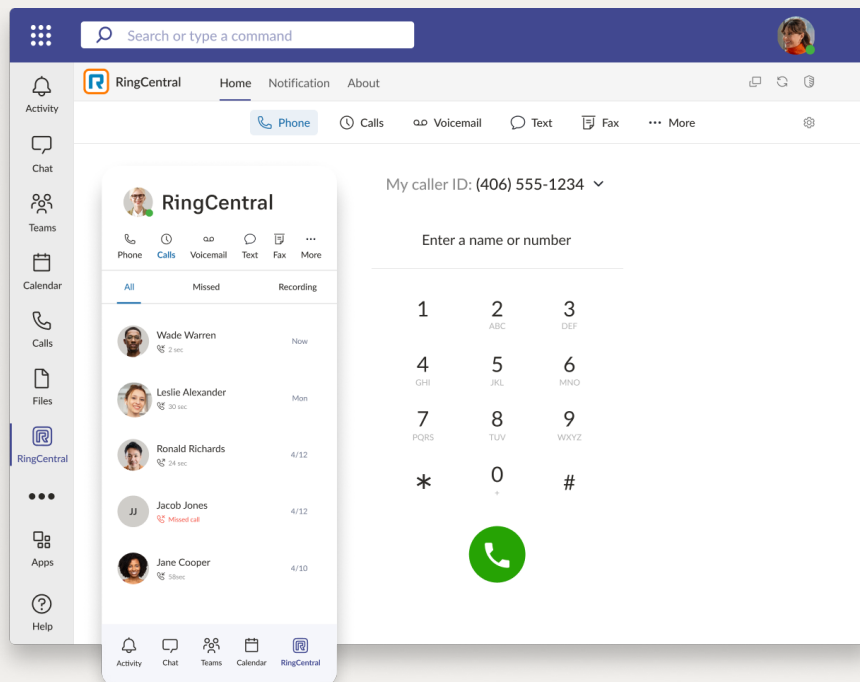 Search or type a command
Activity
Chat
Teams
Calendar
Calls
Files
RingCentral
Apps
Help
RingCentral Home Notification About
Phone Calls Voicemail Text Fax More
RingCentral
Phone Calls Voicemail Text Fax More
All Missed Recording
Wade Warren
2 sec
Now
Leslie Alexander
30 sec
Mon
Ronald Richards
24 sec
4/12
JJ
Jacob Jones
Missed call
4/12
Jane Cooper
58sec
4/10
Activity Chat Teams Calendar RingCentral
My caller ID: (406) 555-1234
Enter a name or number
1 2 3
ABC DEF
4 5 6
GHI JKL MNO
7 8 9
PQRS TUV WXYZ
* 0 #
+